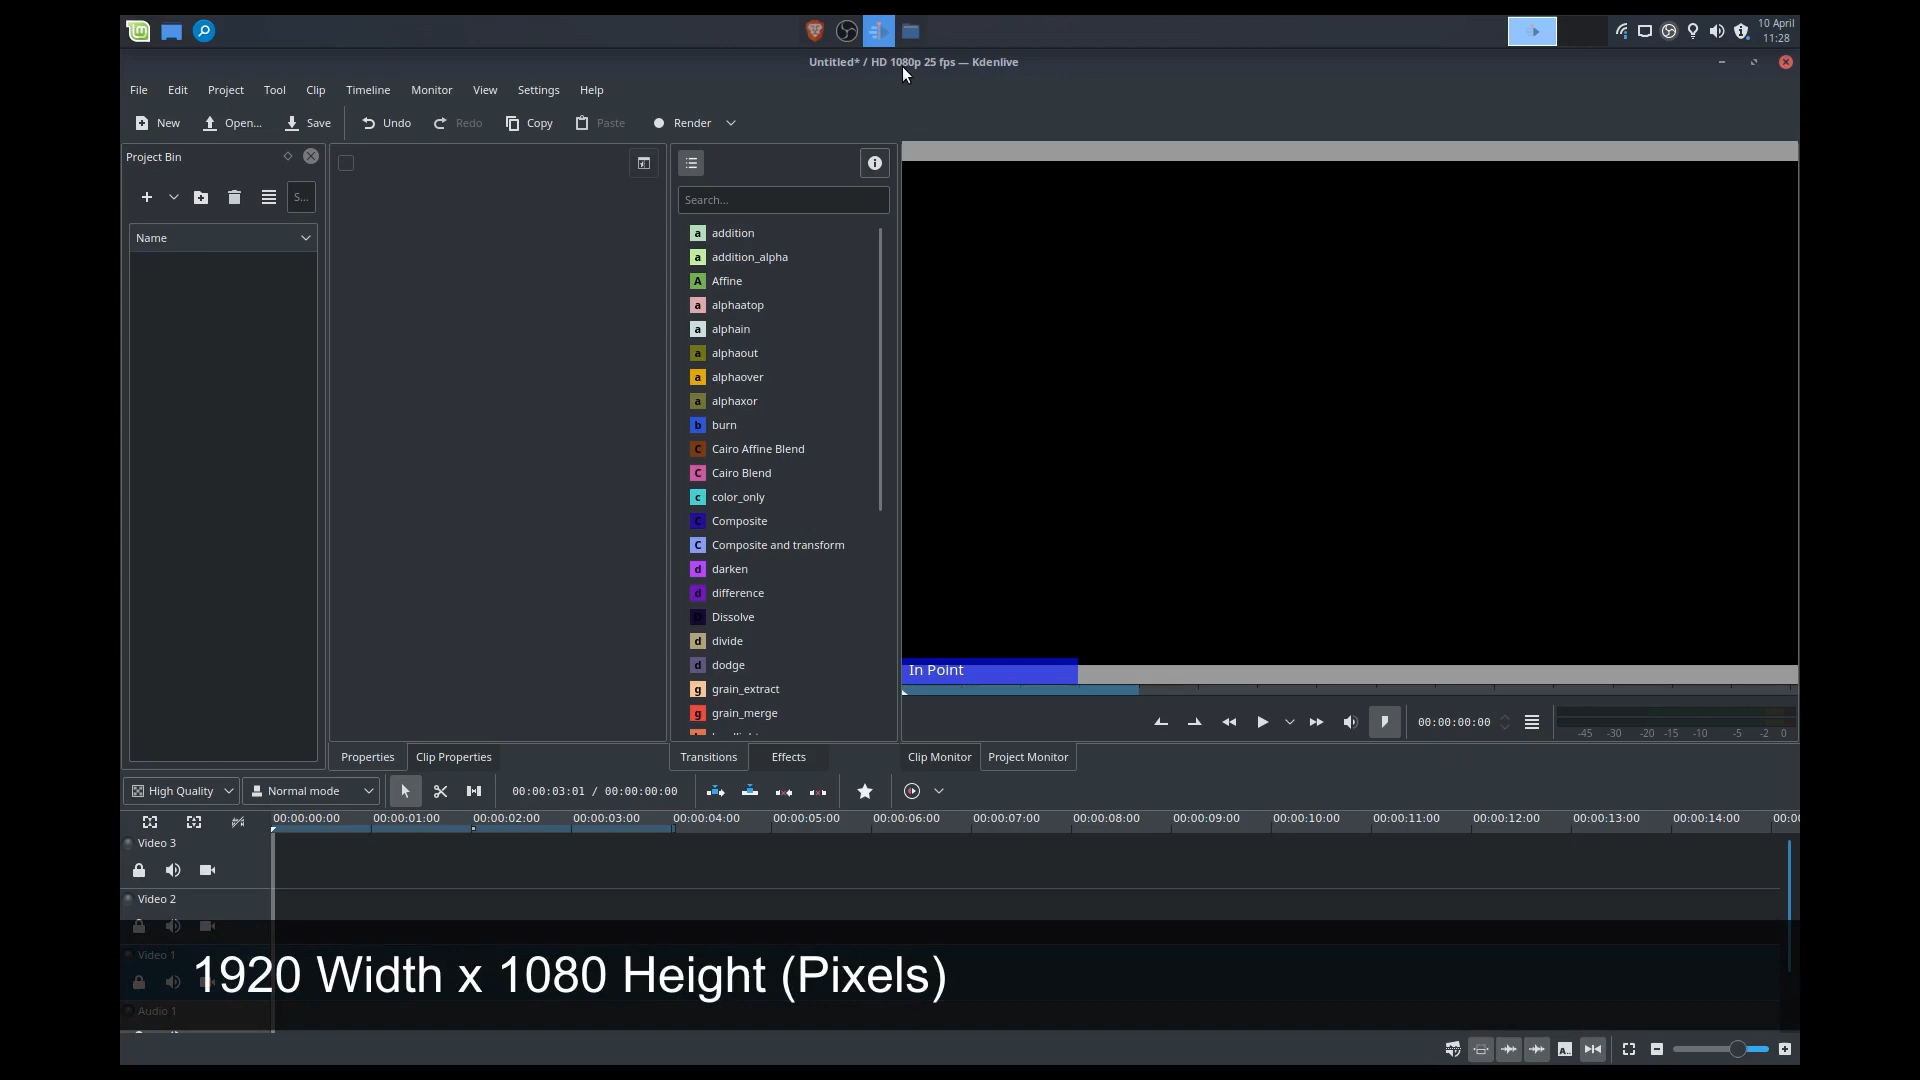 10 April
11:28
Untitled* / HD 1080p 25 fps — Kdenlive
File Edit Project Tool Clip Timeline Monitor View Settings Help
New Open... Save Undo Redo Copy Paste Render
Project Bin
S...
Name
Search...
a addition
a addition_alpha
A Affine
a alphaatop
a alphain
a alphaout
a alphaover
a alphaxor
b burn
C Cairo Affine Blend
C Cairo Blend
c color_only
C Composite
C Composite and transform
d darken
d difference
D Dissolve
d divide
d dodge
g grain_extract
g grain_merge
In Point
00:00:00:00
-45 -30 -20 -15 -10 -5 -2 0
Properties Clip Properties Transitions Effects Clip Monitor Project Monitor
High Quality Normal mode 00:00:03:01 / 00:00:00:00
00:00:00:00 00:00:01:00 00:00:02:00 00:00:03:00 00:00:04:00 00:00:05:00 00:00:06:00 00:00:07:00 00:00:08:00 00:00:09:00 00:00:10:00 00:00:11:00 00:00:12:00 00:00:13:00 00:00:14:00
Video 3
Video 2
Video 1
1920 Width x 1080 Height (Pixels)
Audio 1